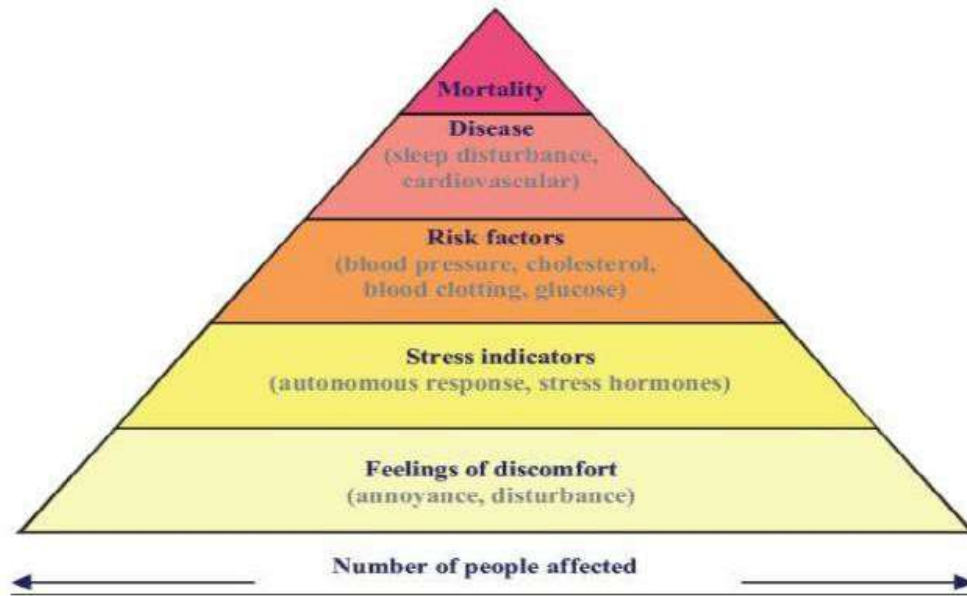 Mortality
Disease
(sleep disturbance,
cardiovascular)
Risk factors
(blood pressure, cholesterol,
blood clotting, glucose)
Stress indicators
(autonomous response, stress hormones)
Feelings of discomfort
(annoyance, disturbance)
Number of people affected